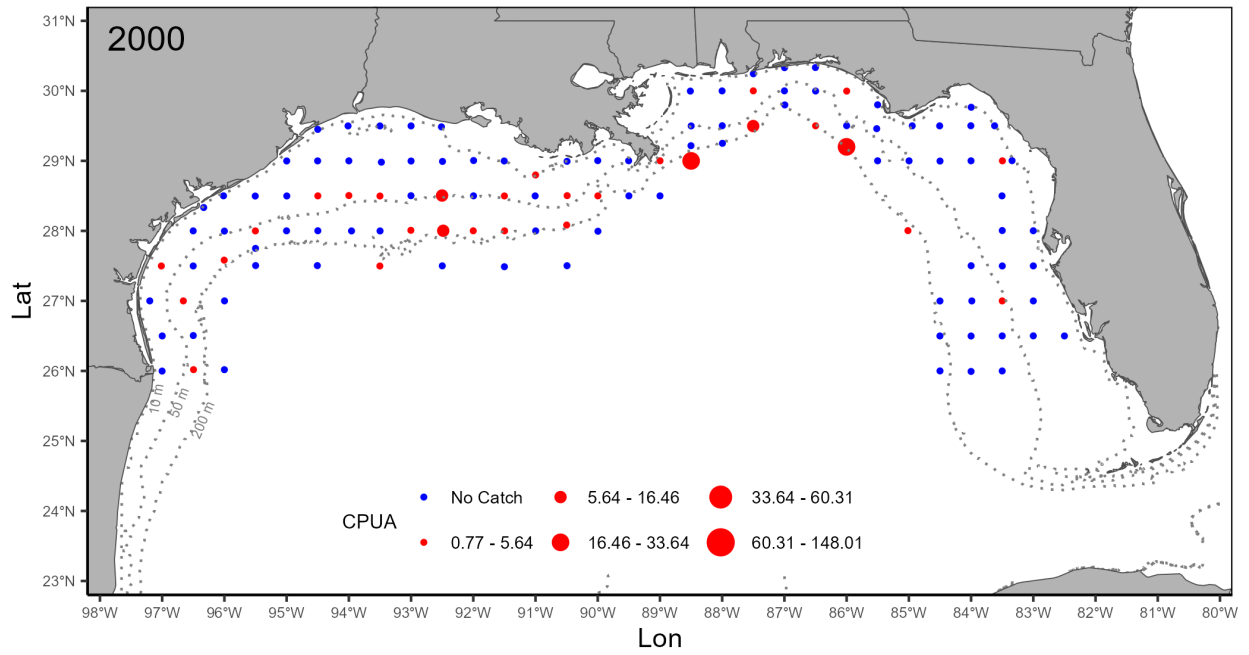 2000
31°N
30°N
29°N
28°N
27°N
26°N
25°N
24°N
23°N
Lat
10 m
50 m
200 m
CPUA
No Catch
5.64 - 16.46
33.64 - 60.31
0.77 - 5.64
16.46 - 33.64
60.31 - 148.01
98°W 97°W 96°W 95°W 94°W 93°W 92°W 91°W 90°W 89°W 88°W 87°W 86°W 85°W 84°W 83°W 82°W 81°W 80°W
Lon